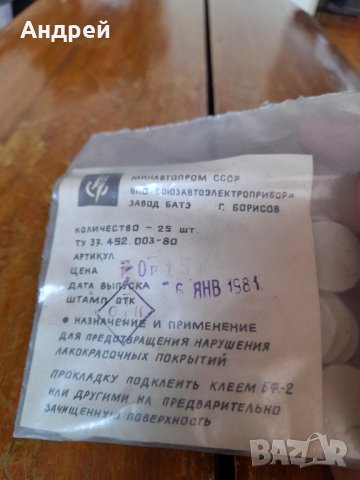 Андрей
МИНАВТОПРОМ СССР
ВПО "СОЮЗАВТОЭЛЕКТРОПРИБОР"
ЗАВОД БАТЭ Г. БОРИСОВ
КОЛИЧЕСТВО - 25 ШТ.
ТУ 37.452.003-80
АРТИКУЛ
ЦЕНА
ДАТА ВЫПУСКА 6 ЯНВ 1981
ШТАМП ОТК
• НАЗНАЧЕНИЕ И ПРИМЕНЕНИЕ
ДЛЯ ПРЕДОТВРАЩЕНИЯ НАРУШЕНИЯ
ЛАКОКРАСОЧНЫХ ПОКРЫТИЙ
ПРОКЛАДКУ ПОДКЛЕИТЬ КЛЕЕМ БФ-2
ИЛИ ДРУГИМИ НА ПРЕДВАРИТЕЛЬНО
ЗАЧИЩЕННУЮ ПОВЕРХНОСТЬ
BAZAR
.bg